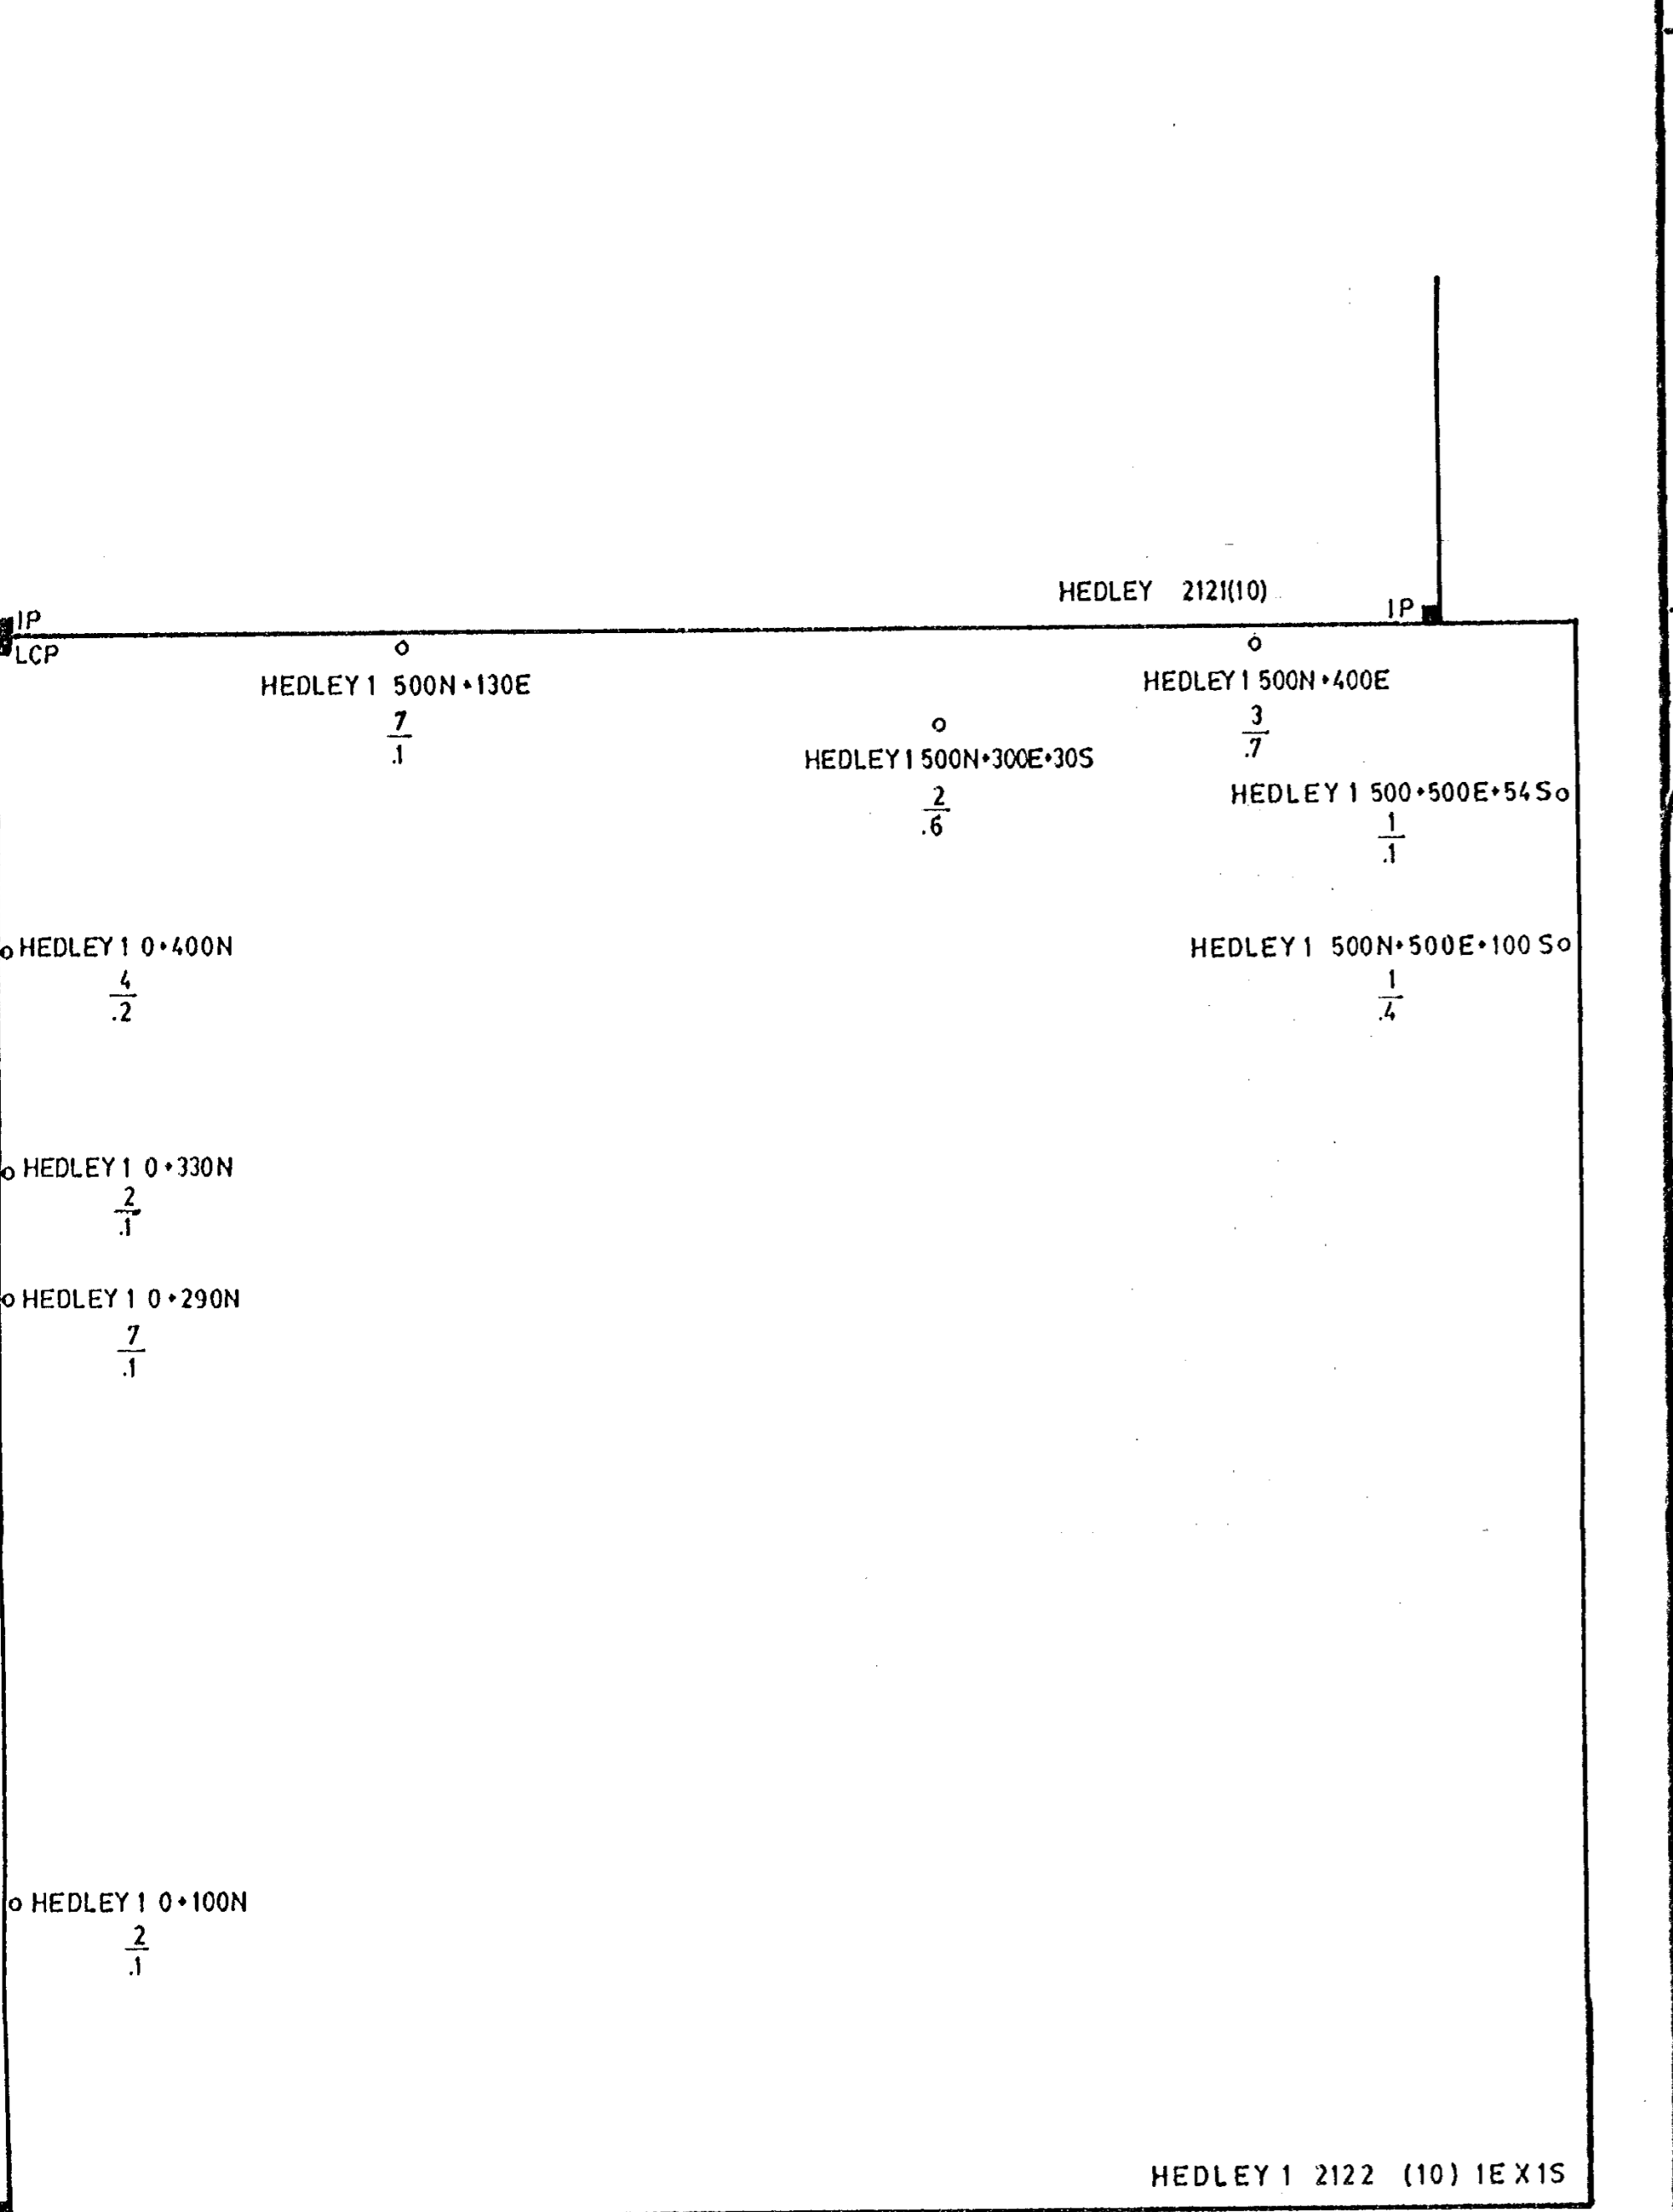 HEDLEY 2121(10)
IP
IP
LCP
HEDLEY 1 500N+130E
7
.1
HEDLEY 1 500N+400E
3
.7
HEDLEY 1 500N+300E+30S
2
.6
HEDLEY 1 500+500E+54S
1
.1
HEDLEY 1 0+400N
4
.2
HEDLEY 1 500N+500E+100S
1
.4
HEDLEY 1 0+330N
2
.1
HEDLEY 1 0+290N
7
.1
HEDLEY 1 0+100N
2
.1
HEDLEY 1 2122 (10) 1E X 1S